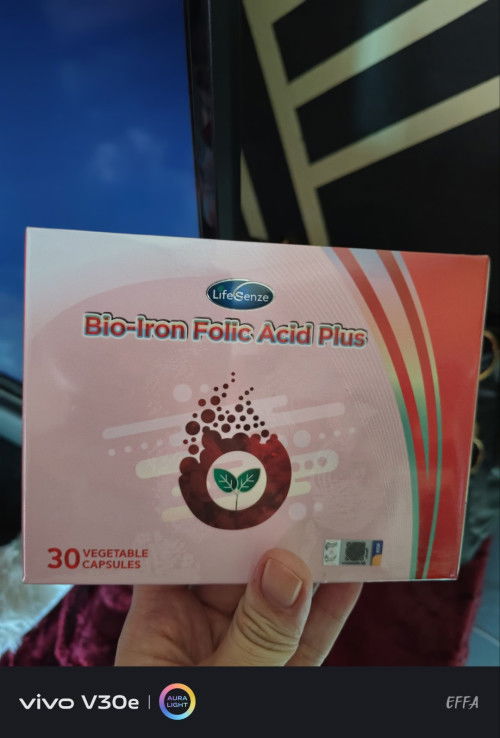 LifeSenze
Bio-Iron Folic Acid Plus
30 VEGETABLE
CAPSULES
vivo V30e | AURA
LIGHT
EFFA